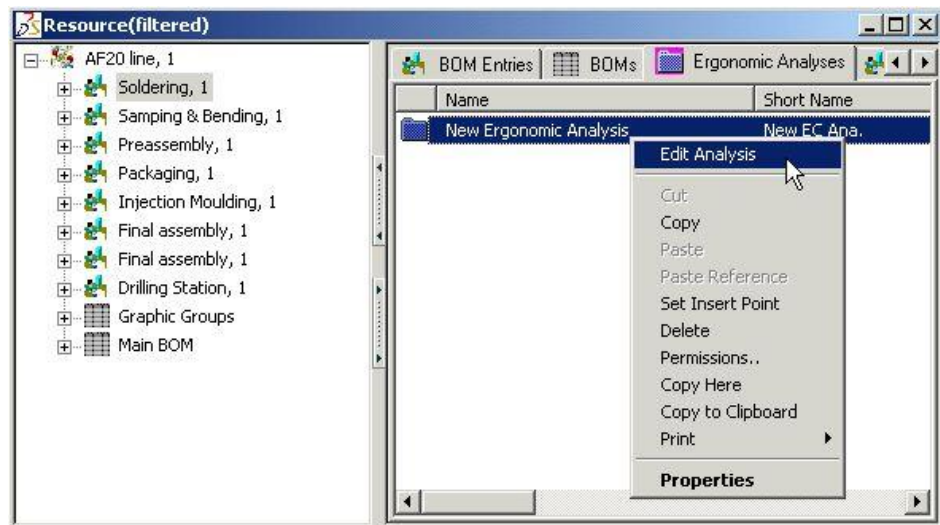 Resource(filtered)
AF20 line, 1
Soldering, 1
Samping & Bending, 1
Preassembly, 1
Packaging, 1
Injection Moulding, 1
Final assembly, 1
Final assembly, 1
Drilling Station, 1
Graphic Groups
Main BOM
BOM Entries BOMs Ergonomic Analyses
Name Short Name
New Ergonomic Analysis New EC Ana.
Edit Analysis
Cut
Copy
Paste
Paste Reference
Set Insert Point
Delete
Permissions..
Copy Here
Copy to Clipboard
Print
Properties